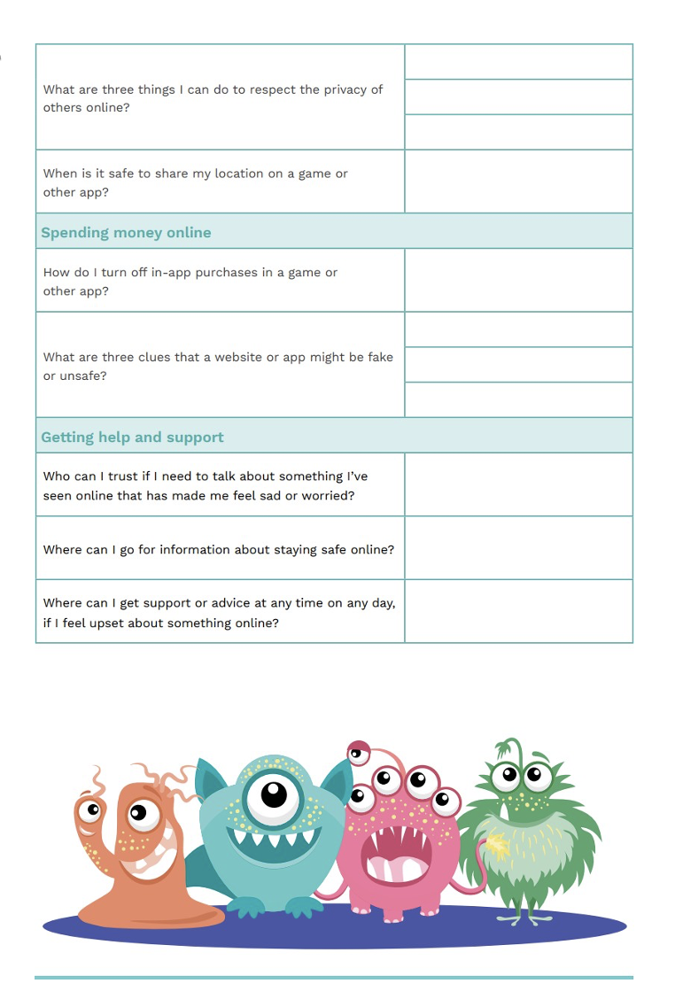 What are three things I can do to respect the privacy of
others online?
When is it safe to share my location on a game or
other app?
Spending money online
How do I turn off in-app purchases in a game or
other app?
What are three clues that a website or app might be fake
or unsafe?
Getting help and support
Who can I trust if I need to talk about something I’ve
seen online that has made me feel sad or worried?
Where can I go for information about staying safe online?
Where can I get support or advice at any time on any day,
if I feel upset about something online?